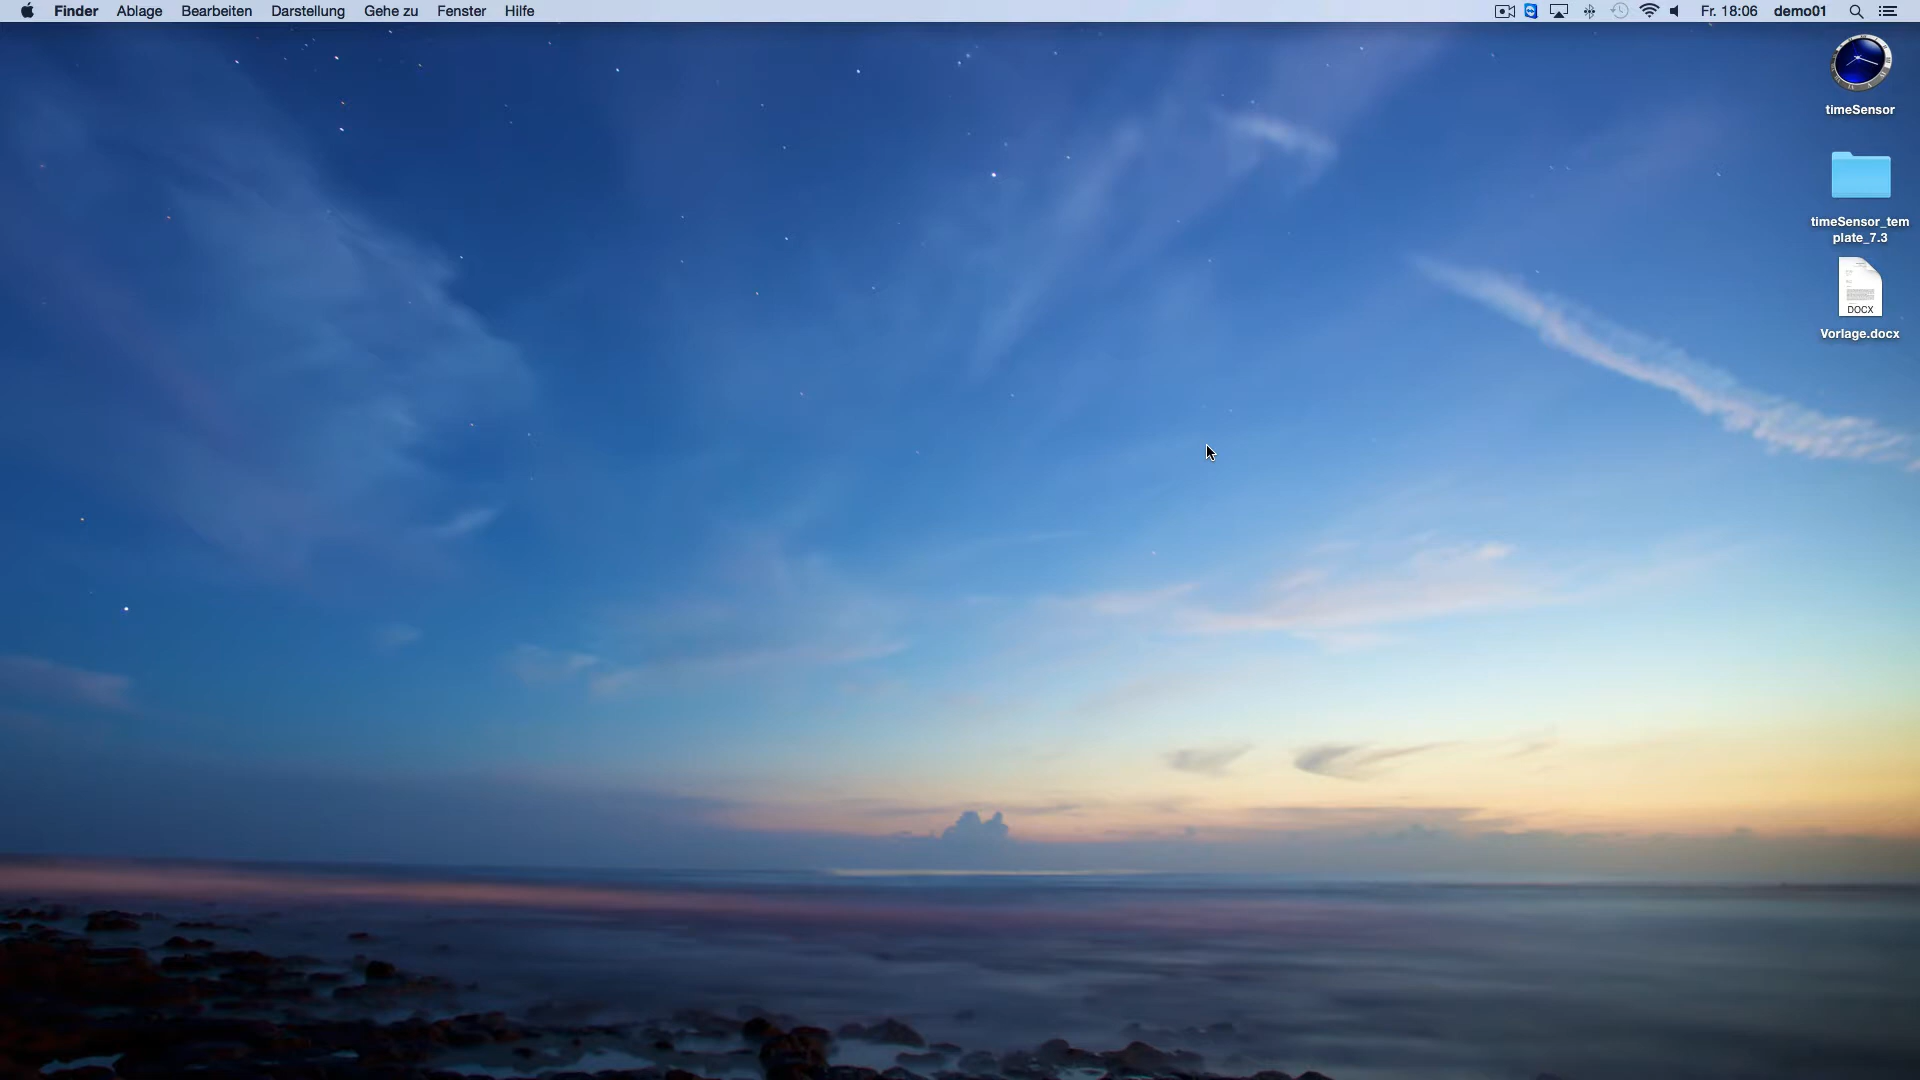 Finder Ablage Bearbeiten Darstellung Gehe zu Fenster Hilfe Fr. 18:06 demo01
timeSensor
timeSensor_tem
plate_7.3
DOCX
Vorlage.docx